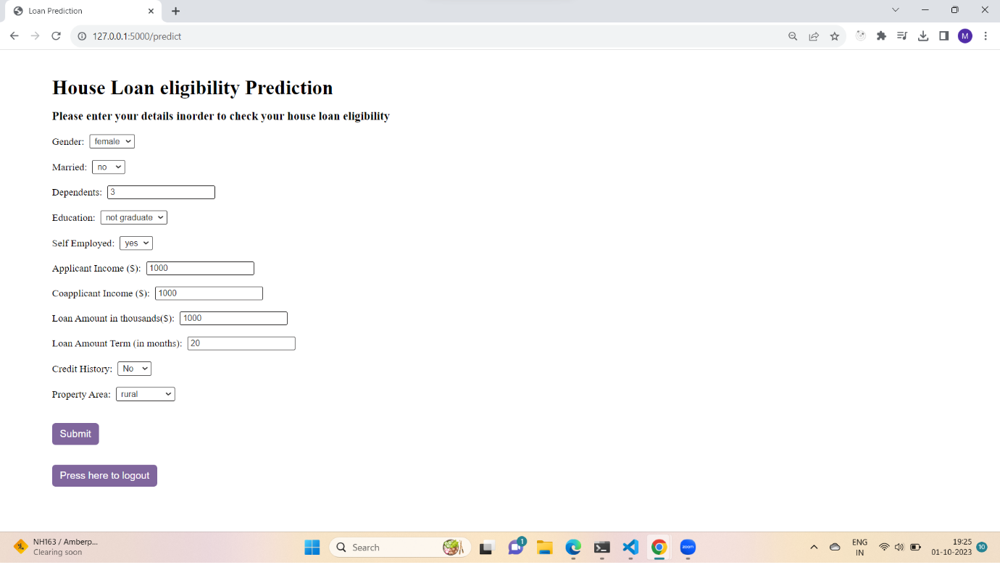 Loan Prediction
127.0.0.1:5000/predict
M
House Loan eligibility Prediction
Please enter your details inorder to check your house loan eligibility
Gender: female
Married: no
Dependents: 3
Education: not graduate
Self Employed: yes
Applicant Income ($): 1000
Coapplicant Income ($): 1000
Loan Amount in thousands($): 1000
Loan Amount Term (in months): 20
Credit History: No
Property Area: rural
Submit
Press here to logout
NH163 / Amberp...
Clearing soon
Search
1
zoom
ENG
IN
19:25
01-10-2023
10